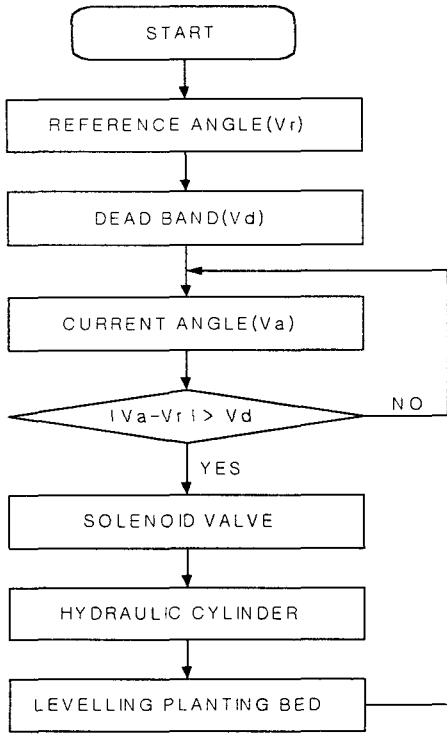 START
REFERENCE ANGLE(Vr)
DEAD BAND(Vd)
CURRENT ANGLE(Va)
|Va-Vr|> Vd
NO
YES
SOLENOID VALVE
HYDRAULIC CYLINDER
LEVELLING PLANTING BED